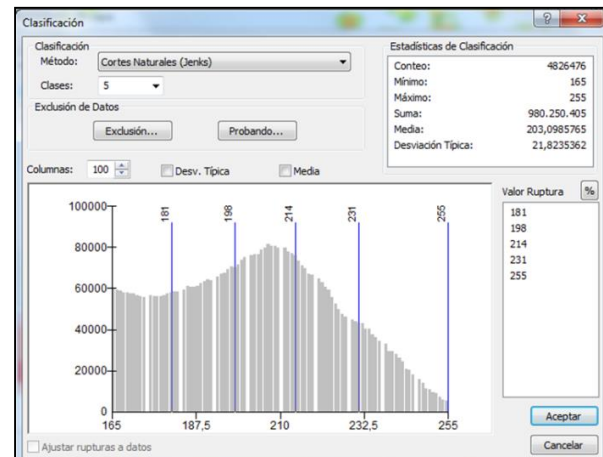 Clasificación
Clasificación
Método: Cortes Naturales (Jenks)
Clases: 5
Exclusión de Datos
Exclusión... Probando...
Estadísticas de Clasificación
Conteo: 4826476
Mínimo: 165
Máximo: 255
Suma: 980.250.405
Media: 203,0985765
Desviación Típica: 21,8235362
Columnas: 100 Desv. Típica Media
Valor Ruptura %
181
198
214
231
255
100000
80000
60000
40000
20000
0
181 198 214 231 255
165 187,5 210 232,5 255
Ajustar rupturas a datos
Aceptar
Cancelar